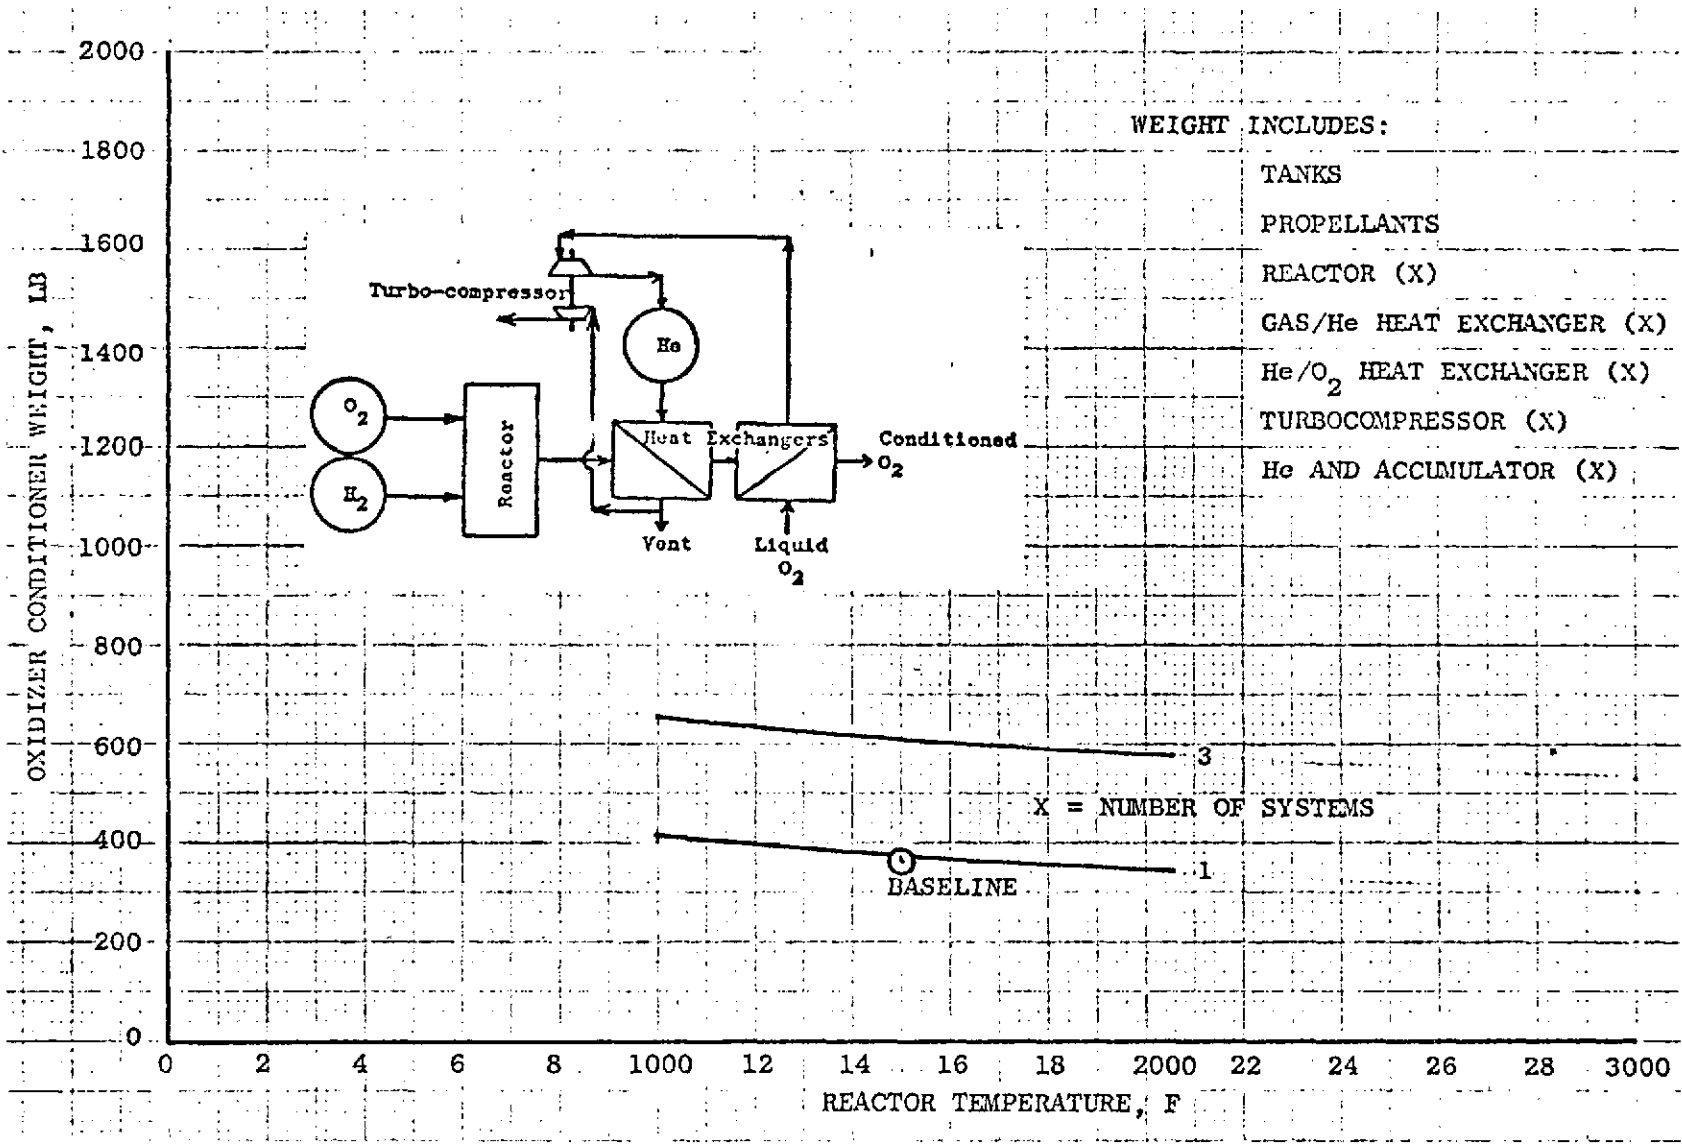 2000
1800
1600
1400
1200
1000
800
600
400
200
0
OXIDIZER CONDITIONER WEIGHT, LB
WEIGHT INCLUDES:
TANKS
PROPELLANTS
REACTOR (X)
GAS/He HEAT EXCHANGER (X)
He/O2 HEAT EXCHANGER (X)
TURBOCOMPRESSOR (X)
He AND ACCUMULATOR (X)
Turbo-compressor
He
O2
H2
Reactor
Heat Exchangers
Conditioned
O2
Vent
Liquid
O2
3
X = NUMBER OF SYSTEMS
1
BASELINE
0 2 4 6 8 1000 12 14 16 18 2000 22 24 26 28 3000
REACTOR TEMPERATURE, F